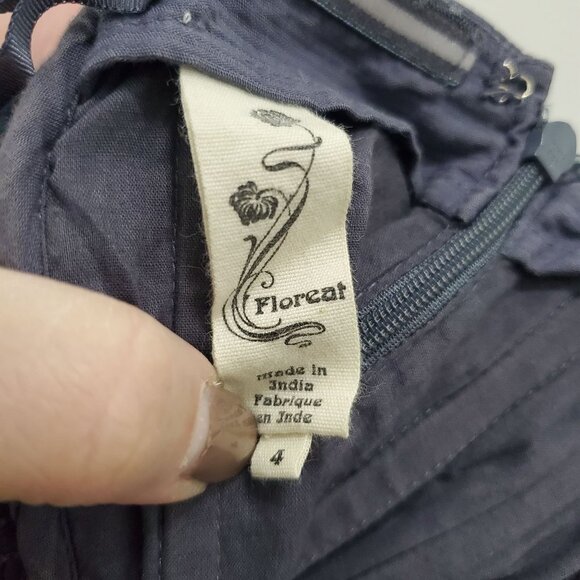 Floreat
made in
India
Fabrique
en Inde
4